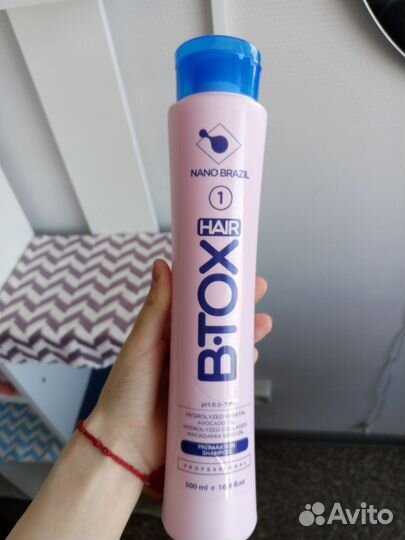 NANO BRAZIL
1
HAIR
B·TOX
pH 6.0-7.0
HYDROLYZED KERATIN
AVOCADO OIL
HYDROLYZED COLLAGEN
MACADAMIA SEED OIL
PREPARATION
SHAMPOO
PROFESSIONAL
500 ml e 16.9 fl.oz
Avito